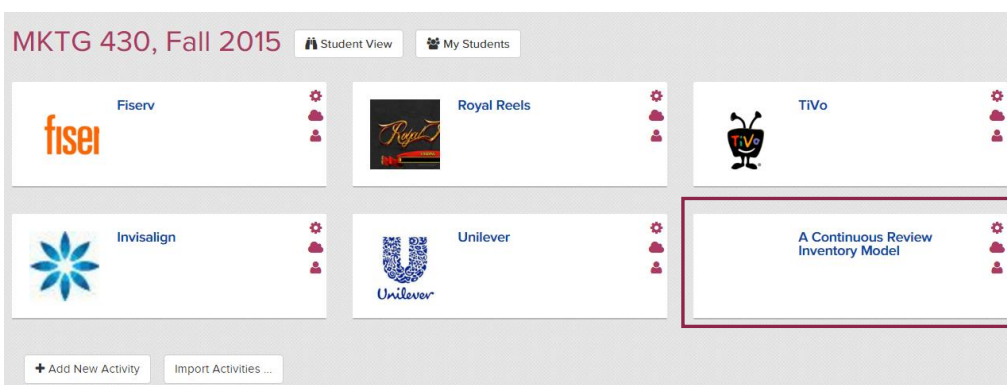 MKTG 430, Fall 2015 Student View My Students
Fiserv
fiser
Royal Reels
Royal
TiVo
TiVo
Invisalign
Unilever
Unilever
A Continuous Review
Inventory Model
Add New Activity Import Activities ...